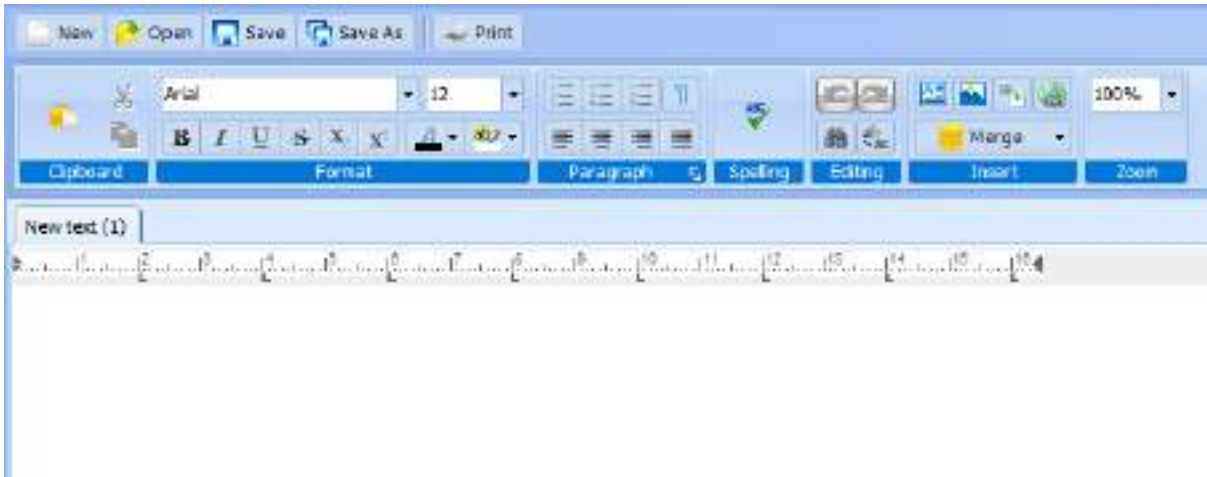 New Open Save Save As Print
Arial 12 100%
B I U S X X A ab
Merge
Clipboard Format Paragraph Spelling Editing Insert Zoom
New text (1)
1 2 3 4 5 6 7 8 9 10 11 12 13 14 15 16